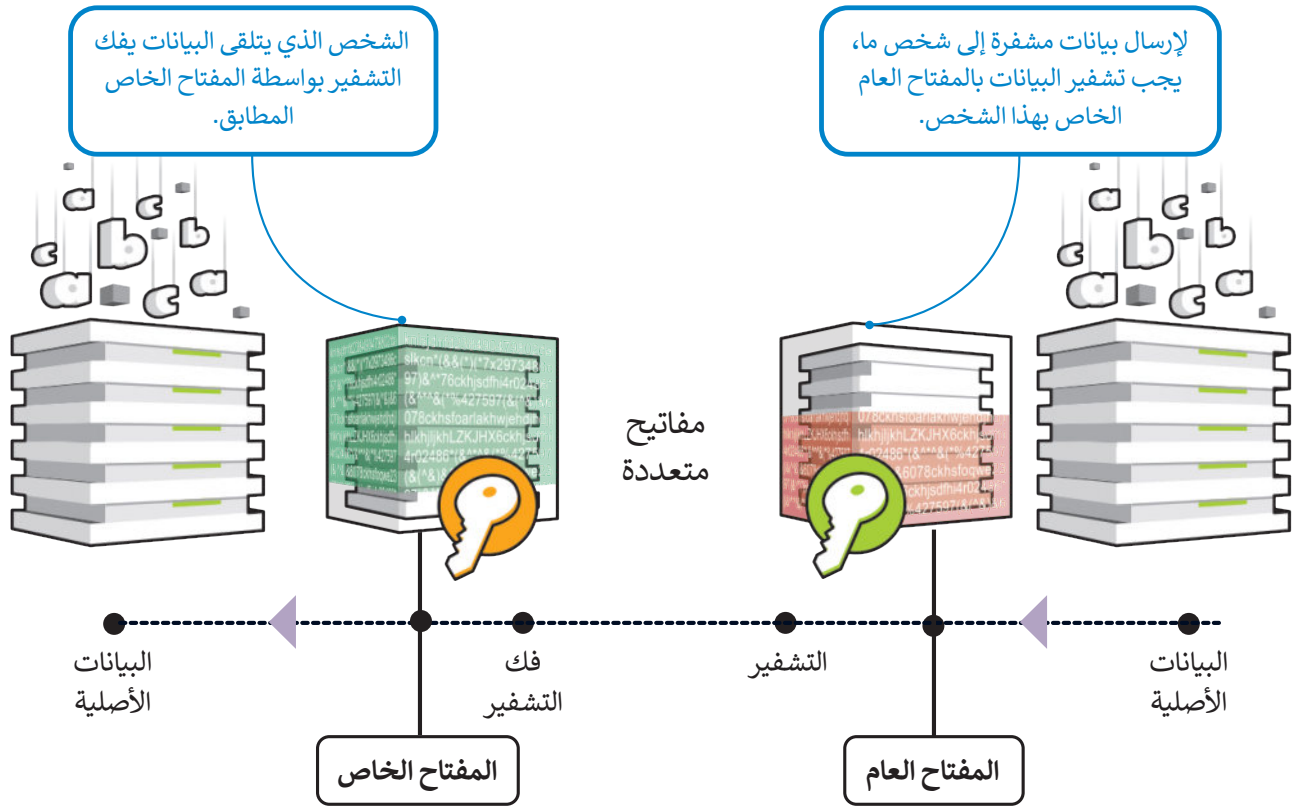 لإرسال بيانات مشفرة إلى شخص ما،
يجب تشفير البيانات بالمفتاح العام
الخاص بهذا الشخص.
الشخص الذي يتلقى البيانات يفك
التشفير بواسطة المفتاح الخاص
المطابق.
مفاتيح
متعددة
البيانات
الأصلية
التشفير
فك
التشفير
البيانات
الأصلية
المفتاح العام
المفتاح الخاص